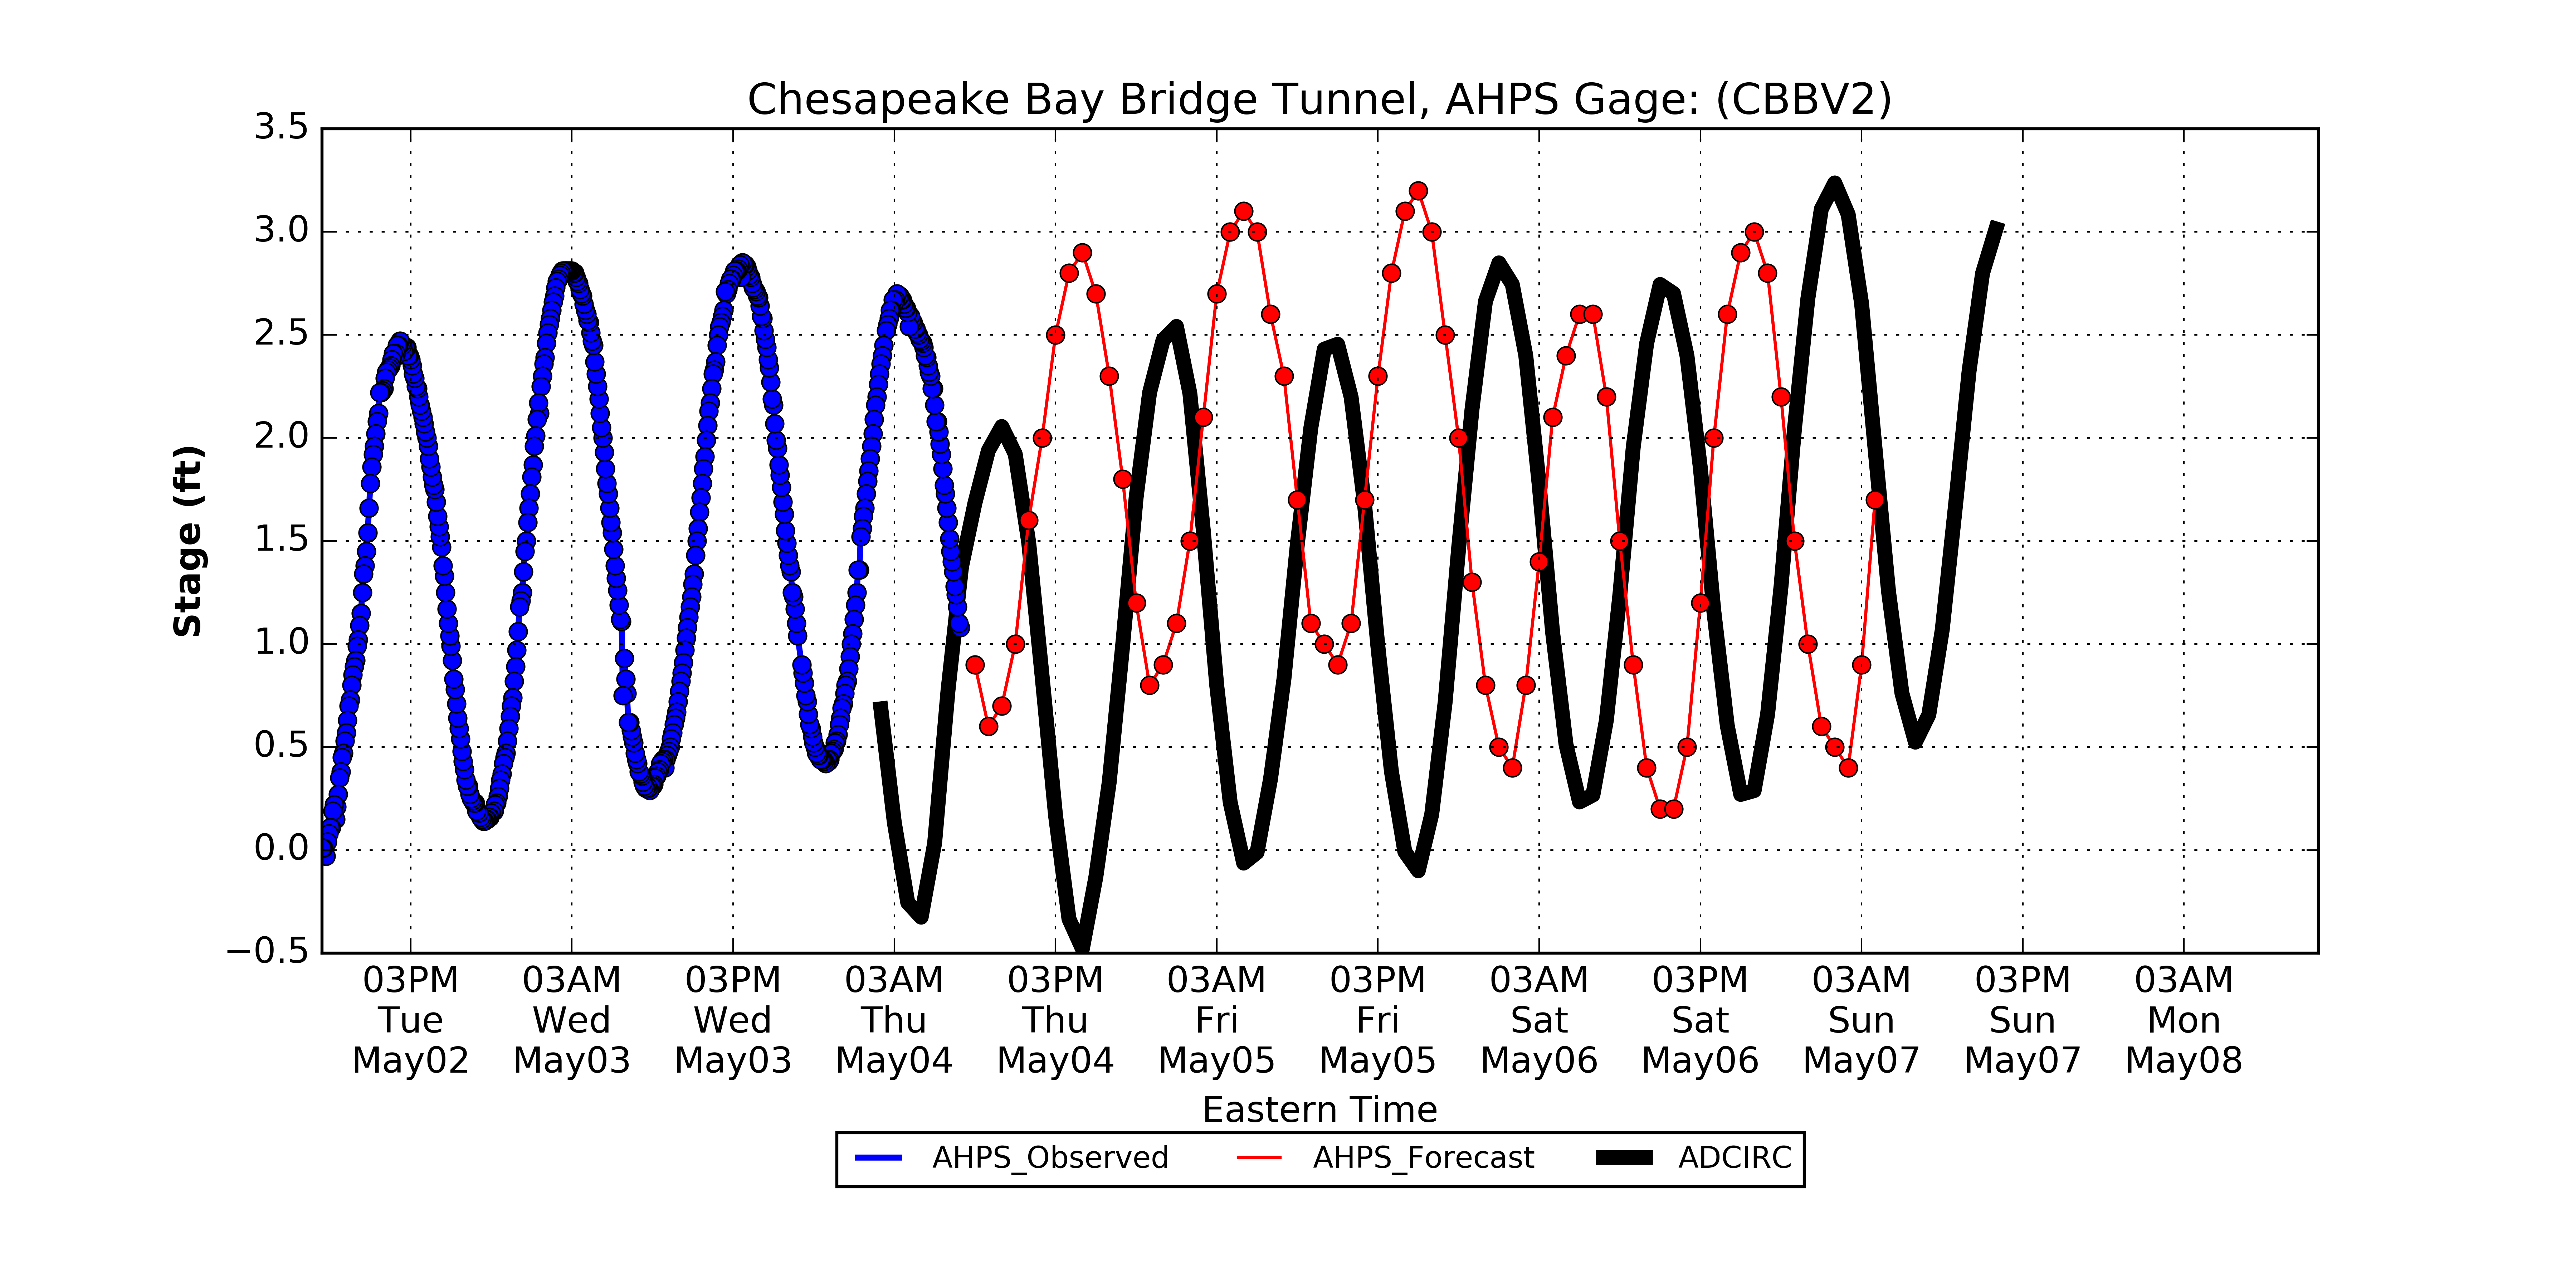 Chesapeake Bay Bridge Tunnel, AHPS Gage: (CBBV2)
3.5
3.0
2.5
2.0
1.5
1.0
0.5
0.0
−0.5
Stage (ft)
03PM 03AM 03PM 03AM 03PM 03AM 03PM 03AM 03PM 03AM 03PM 03AM
Tue Wed Wed Thu Thu Fri Fri Sat Sat Sun Sun Mon
May02 May03 May03 May04 May04 May05 May05 May06 May06 May07 May07 May08
Eastern Time
AHPS_Observed AHPS_Forecast ADCIRC